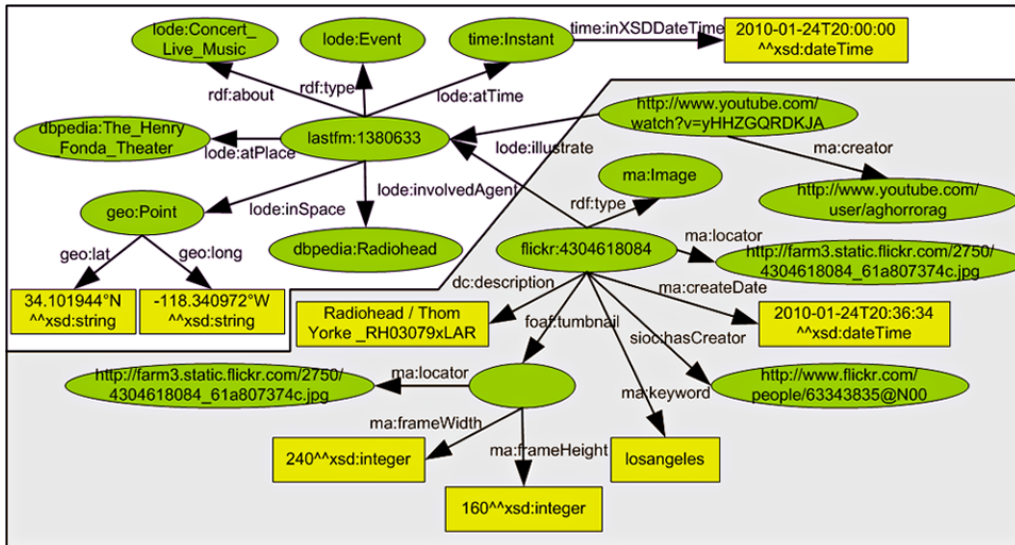 lode:Concert_
Live_Music
lode:Event
time:Instant
time:inXSDDateTime
2010-01-24T20:00:00
^^xsd:dateTime
rdf:about
rdf:type
lode:atTime
http://www.youtube.com/
watch?v=yHHZGQRDKJA
dbpedia:The_Henry
_Fonda_Theater
lode:atPlace
lastfm:1380633
lode:illustrate
ma:creator
ma:Image
http://www.youtube.com/
user/aghorrorag
lode:involvedAgent
rdf:type
geo:Point
lode:inSpace
dbpedia:Radiohead
flickr:4304618084
ma:locator
http://farm3.static.flickr.com/2750/
4304618084_61a807374c.jpg
geo:lat
geo:long
dc:description
ma:createDate
34.101944°N
^^xsd:string
-118.340972°W
^^xsd:string
Radiohead / Thom
Yorke _RH03079xLAR
foaf:tumbnail
2010-01-24T20:36:34
^^xsd:dateTime
sioc:hasCreator
http://farm3.static.flickr.com/2750/
4304618084_61a807374c.jpg
ma:locator
ma:keyword
http://www.flickr.com/
people/63343835@N00
ma:frameWidth
ma:frameHeight
240^^xsd:integer
losangeles
160^^xsd:integer